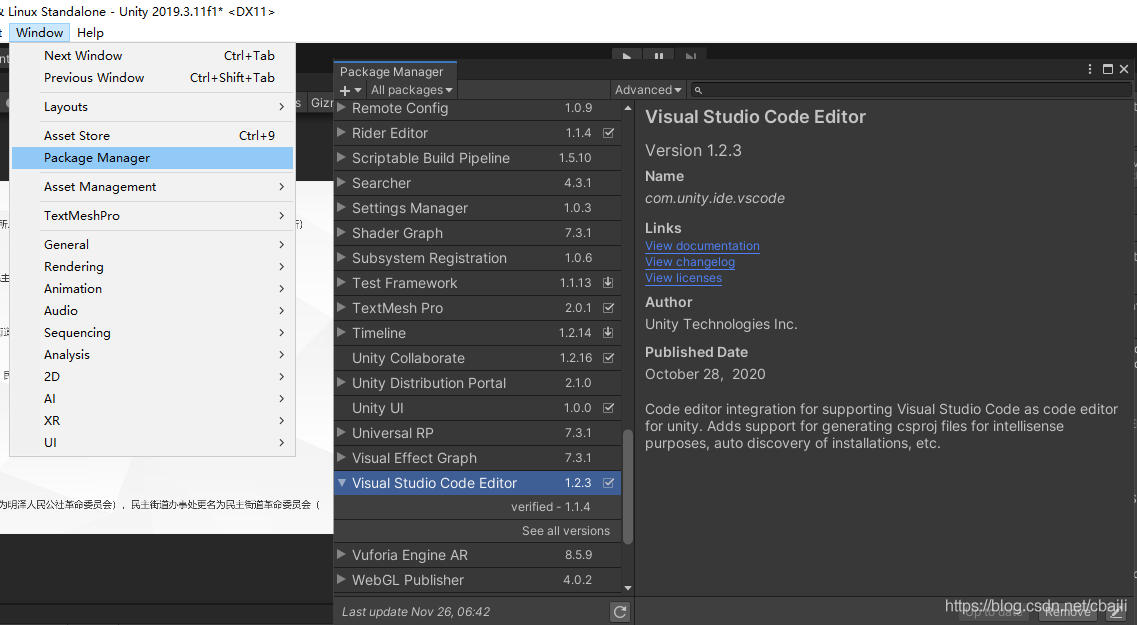 & Linux Standalone - Unity 2019.3.11f1* <DX11>
Window Help
Next Window Ctrl+Tab
Previous Window Ctrl+Shift+Tab
Layouts
Asset Store Ctrl+9
Package Manager
Asset Management
TextMeshPro
General
Rendering
Animation
Audio
Sequencing
Analysis
2D
AI
XR
UI
Gizr
为明泽人民公社革命委员会），民主街道办事处更名为民主街道革命委员会（
Package Manager
+ All packages Advanced
Remote Config 1.0.9
Rider Editor 1.1.4
Scriptable Build Pipeline 1.5.10
Searcher 4.3.1
Settings Manager 1.0.3
Shader Graph 7.3.1
Subsystem Registration 1.0.6
Test Framework 1.1.13
TextMesh Pro 2.0.1
Timeline 1.2.14
Unity Collaborate 1.2.16
Unity Distribution Portal 2.1.0
Unity UI 1.0.0
Universal RP 7.3.1
Visual Effect Graph 7.3.1
Visual Studio Code Editor 1.2.3
verified - 1.1.4
See all versions
Vuforia Engine AR 8.5.9
WebGL Publisher 4.0.2
Last update Nov 26, 06:42
Visual Studio Code Editor
Version 1.2.3
Name
com.unity.ide.vscode
Links
View documentation
View changelog
View licenses
Author
Unity Technologies Inc.
Published Date
October 28, 2020
Code editor integration for supporting Visual Studio Code as code editor
for unity. Adds support for generating csproj files for intellisense
purposes, auto discovery of installations, etc.
Up to date Remove
https://blog.csdn.net/cbaili